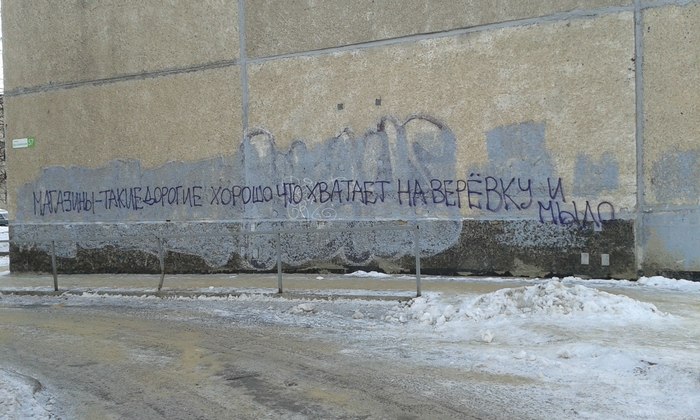 МАГАЗИНЫ-ТАКИЕ ДОРОГИЕ ХОРОШО ЧТО ХВАТАЕТ НА ВЕРЁВКУ И
МЫЛО